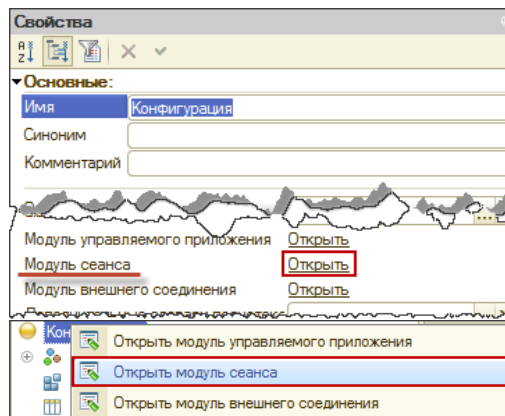 Свойства
Основные:
Имя
Конфигурация
Синоним
Комментарий
Модуль управляемого приложения Открыть
Модуль сеанса Открыть
Модуль внешнего соединения Открыть
Кон
Открыть модуль управляемого приложения
Открыть модуль сеанса
Открыть модуль внешнего соединения